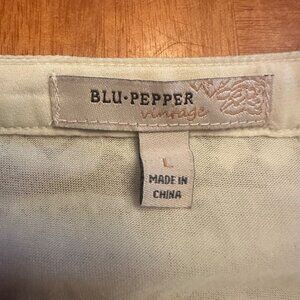 BLU·PEPPER
vintage
L
MADE IN
CHINA